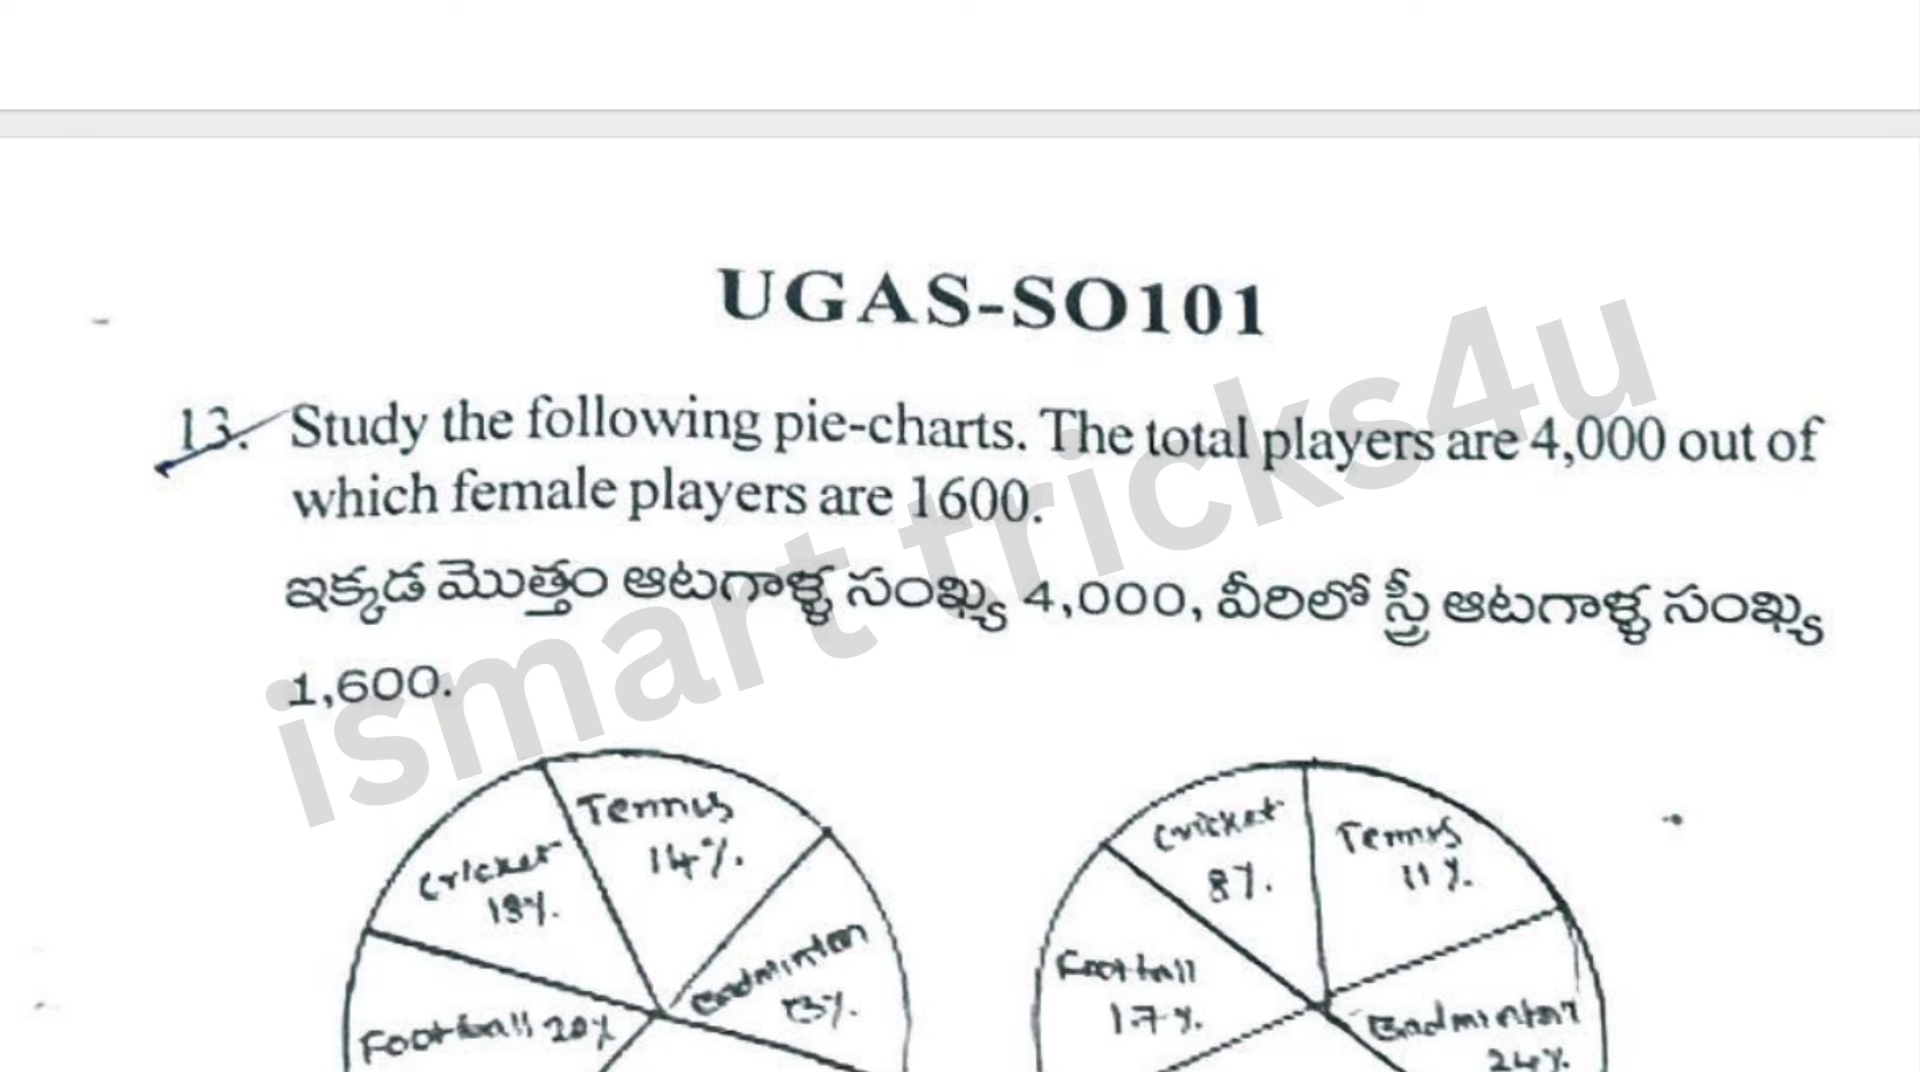 UGAS-SO101
13. Study the following pie-charts. The total players are 4,000 out of
which female players are 1600.
ఇక్కడ మొత్తం ఆటగాళ్ళ సంఖ్య 4,000, వీరిలో స్త్రీ ఆటగాళ్ళ సంఖ్య
1,600.
ismart tricks4u
Tennis
14%.
Cricket
Badminton
13%.
Football 20%
Cricket
8%.
Tennis
11%.
Football
17%.
Badminton
24%.